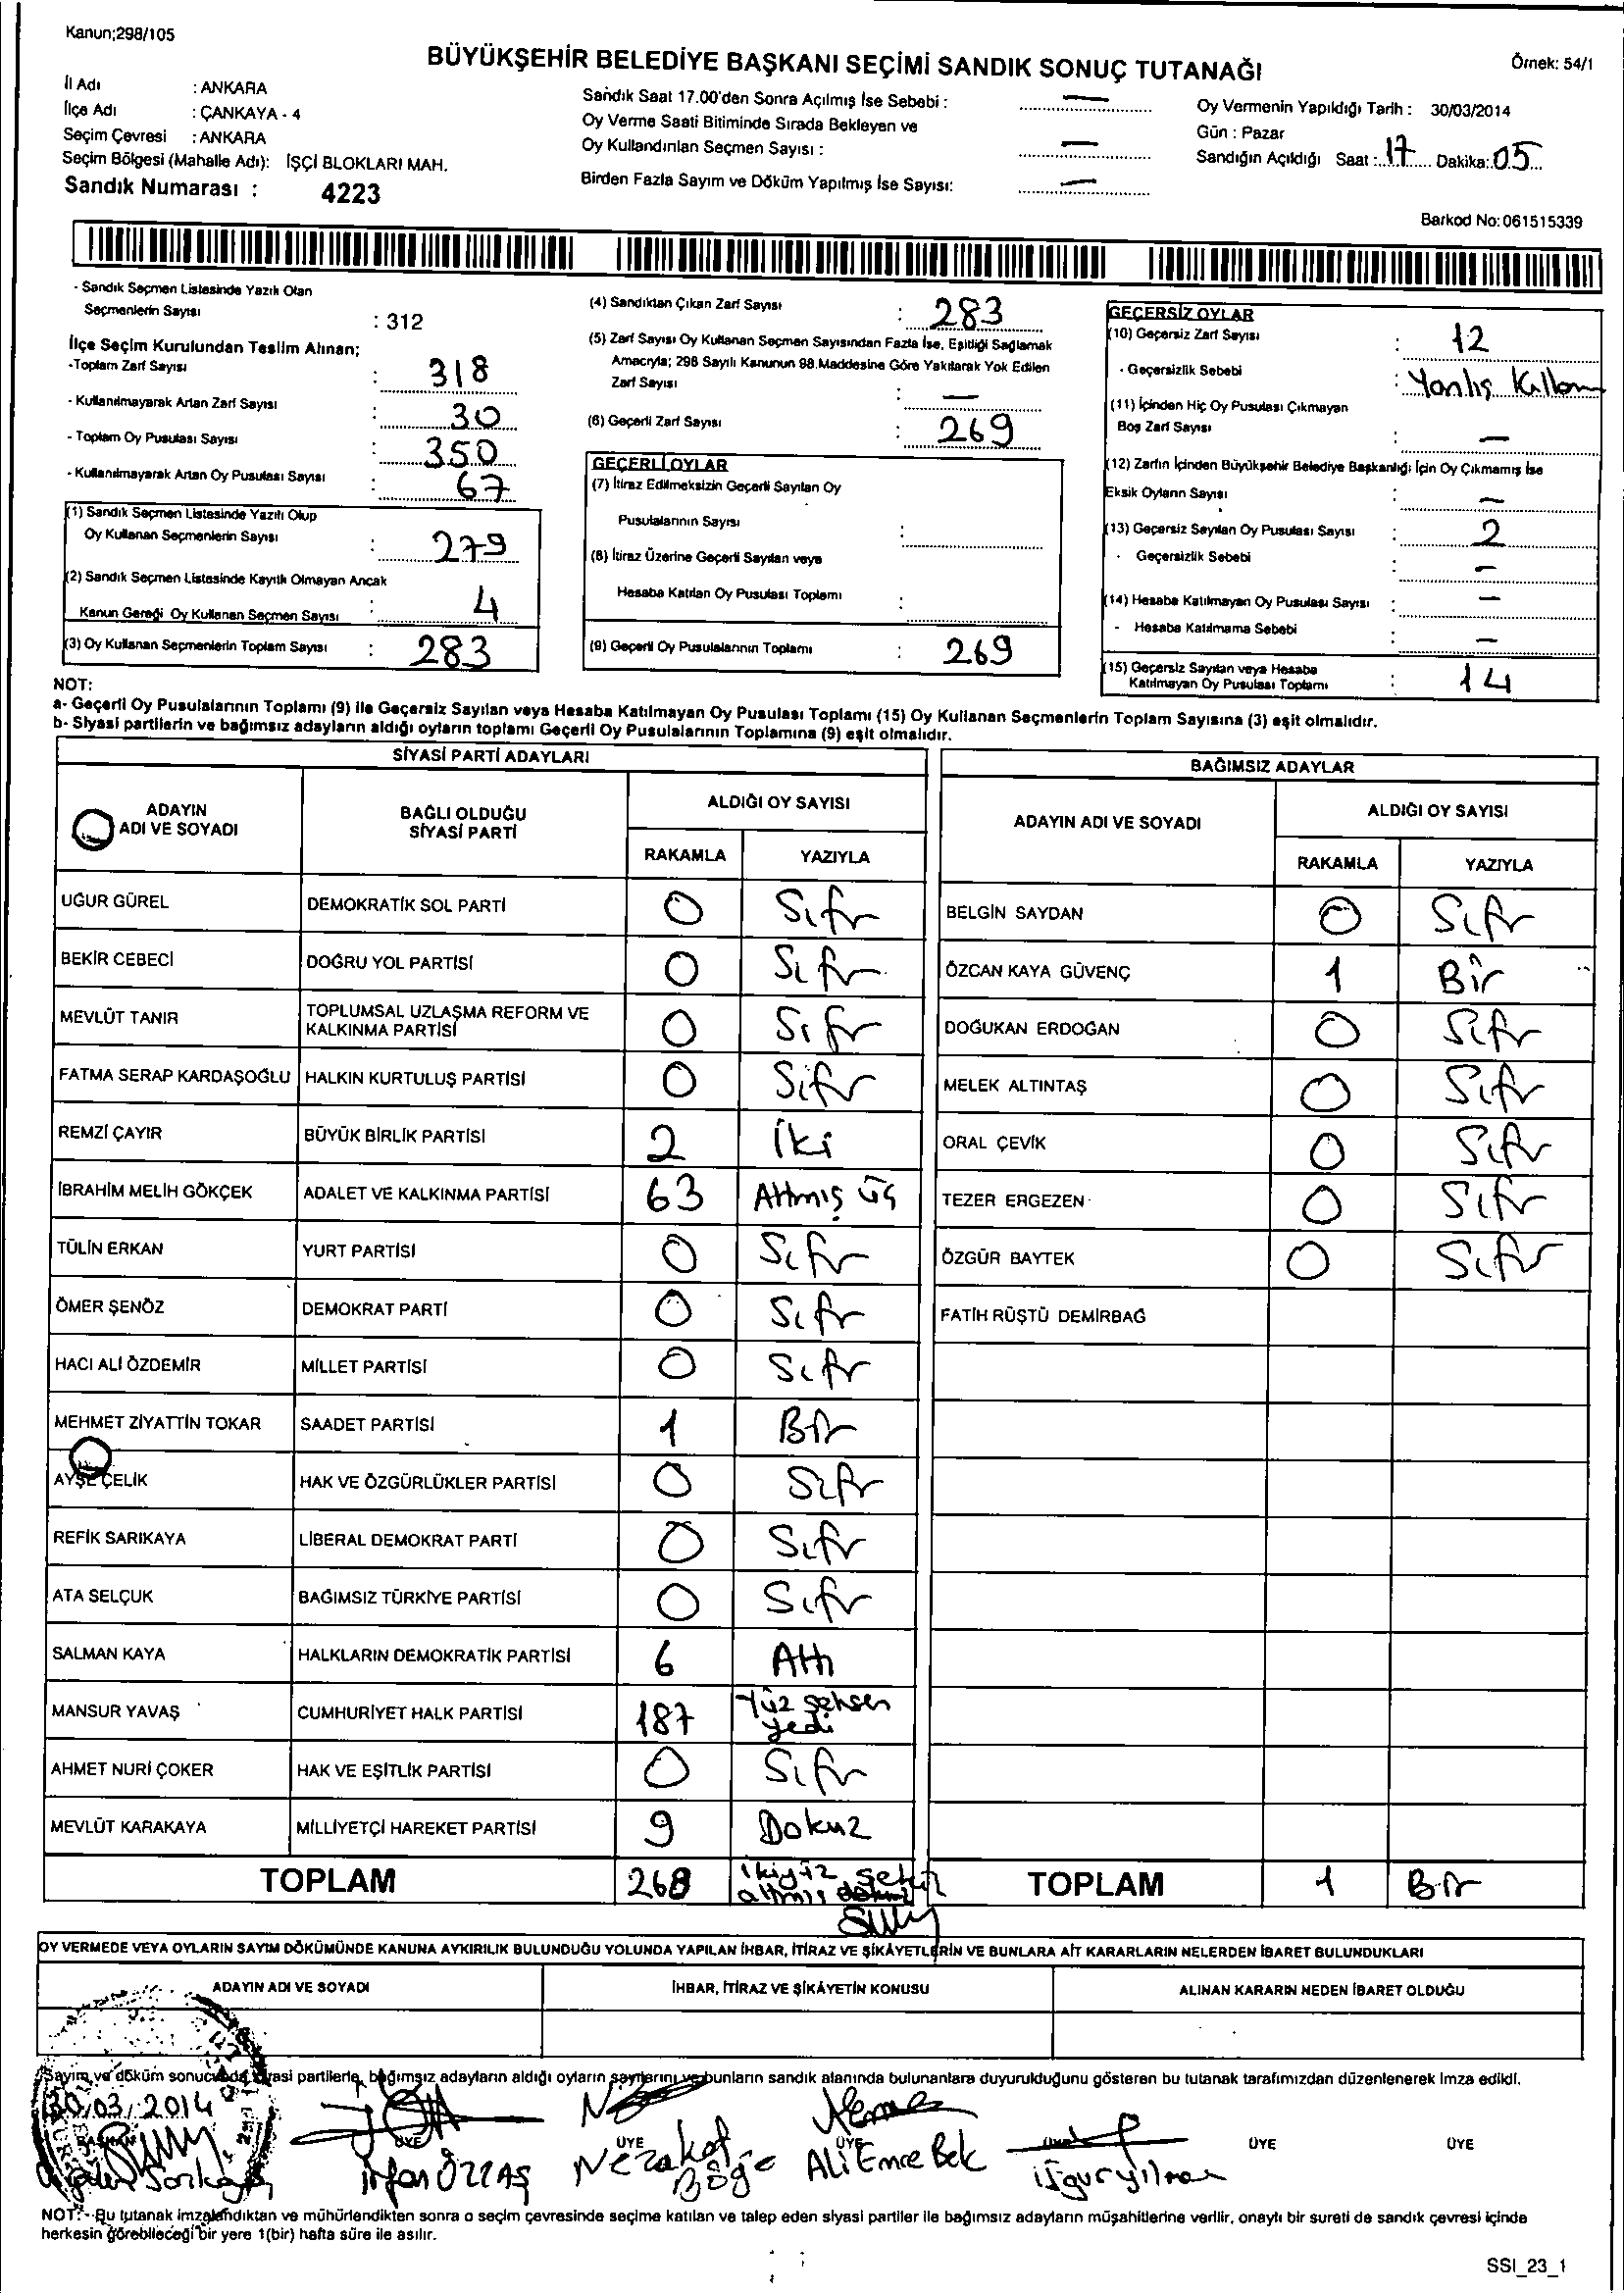 Kanun;298/105
BÜYÜKŞEHİR BELEDİYE BAŞKANI SEÇİMİ SANDIK SONUÇ TUTANAĞI
Örnek: 54/1
İl Adı : ANKARA
İlçe Adı : ÇANKAYA - 4
Seçim Çevresi : ANKARA
Seçim Bölgesi (Mahalle Adı): İŞÇİ BLOKLARI MAH.
Sandık Numarası : 4223
Sandık Saat 17.00'den Sonra Açılmış İse Sebebi : —
Oy Verme Saati Bitiminde Sırada Bekleyen ve
Oy Kullandırılan Seçmen Sayısı : —
Birden Fazla Sayım ve Döküm Yapılmış İse Sayısı: —
Oy Vermenin Yapıldığı Tarih : 30/03/2014
Gün : Pazar
Sandığın Açıldığı Saat : 17 Dakika: 05
Barkod No: 061515339
- Sandık Seçmen Listesinde Yazılı Olan
Seçmenlerin Sayısı : 312
İlçe Seçim Kurulundan Teslim Alınan;
-Toplam Zarf Sayısı : 318
- Kullanılmayarak Artan Zarf Sayısı : 30
- Toplam Oy Pusulası Sayısı : 350
- Kullanılmayarak Artan Oy Pusulası Sayısı : 67
(1) Sandık Seçmen Listesinde Yazılı Olup
Oy Kullanan Seçmenlerin Sayısı : 279
(2) Sandık Seçmen Listesinde Kayıtlı Olmayan Ancak
Kanun Gereği Oy Kullanan Seçmen Sayısı : 4
(3) Oy Kullanan Seçmenlerin Toplam Sayısı : 283
(4) Sandıktan Çıkan Zarf Sayısı : 283
(5) Zarf Sayısı Oy Kullanan Seçmen Sayısından Fazla İse, Eşitliği Sağlamak
Amacıyla; 298 Sayılı Kanunun 98.Maddesine Göre Yakılarak Yok Edilen
Zarf Sayısı : —
(6) Geçerli Zarf Sayısı : 269
GEÇERLİ OYLAR
(7) İtiraz Edilmeksizin Geçerli Sayılan Oy
Pusulalarının Sayısı :
(8) İtiraz Üzerine Geçerli Sayılan veya
Hesaba Katılan Oy Pusulası Toplamı :
(9) Geçerli Oy Pusulalarının Toplamı : 269
GEÇERSİZ OYLAR
(10) Geçersiz Zarf Sayısı : 12
- Geçersizlik Sebebi : Yanlış Kullanım
(11) İçinden Hiç Oy Pusulası Çıkmayan
Boş Zarf Sayısı : —
(12) Zarfın İçinden Büyükşehir Belediye Başkanlığı İçin Oy Çıkmamış İse
Eksik Oyların Sayısı : —
(13) Geçersiz Sayılan Oy Pusulası Sayısı : 2
- Geçersizlik Sebebi : —
(14) Hesaba Katılmayan Oy Pusulası Sayısı : —
- Hesaba Katılmama Sebebi : —
(15) Geçersiz Sayılan veya Hesaba
Katılmayan Oy Pusulası Toplamı : 14
NOT:
a- Geçerli Oy Pusulalarının Toplamı (9) ile Geçersiz Sayılan veya Hesaba Katılmayan Oy Pusulası Toplamı (15) Oy Kullanan Seçmenlerin Toplam Sayısına (3) eşit olmalıdır.
b- Siyasi partilerin ve bağımsız adayların aldığı oyların toplamı Geçerli Oy Pusulalarının Toplamına (9) eşit olmalıdır.
SİYASİ PARTİ ADAYLARI
ADAYIN ADI VE SOYADI
BAĞLI OLDUĞU SİYASİ PARTİ
ALDIĞI OY SAYISI
RAKAMLA YAZIYLA
UĞUR GÜREL DEMOKRATİK SOL PARTİ 0 Sıfır
BEKİR CEBECİ DOĞRU YOL PARTİSİ 0 Sıfır
MEVLÜT TANIR TOPLUMSAL UZLAŞMA REFORM VE KALKINMA PARTİSİ 0 Sıfır
FATMA SERAP KARDAŞOĞLU HALKIN KURTULUŞ PARTİSİ 0 Sıfır
REMZİ ÇAYIR BÜYÜK BİRLİK PARTİSİ 2 İki
İBRAHİM MELİH GÖKÇEK ADALET VE KALKINMA PARTİSİ 63 Altmış üç
TÜLİN ERKAN YURT PARTİSİ 0 Sıfır
ÖMER ŞENÖZ DEMOKRAT PARTİ 0 Sıfır
HACI ALİ ÖZDEMİR MİLLET PARTİSİ 0 Sıfır
MEHMET ZİYATTİN TOKAR SAADET PARTİSİ 1 Bir
AYŞE ÇELİK HAK VE ÖZGÜRLÜKLER PARTİSİ 0 Sıfır
REFİK SARIKAYA LİBERAL DEMOKRAT PARTİ 0 Sıfır
ATA SELÇUK BAĞIMSIZ TÜRKİYE PARTİSİ 0 Sıfır
SALMAN KAYA HALKLARIN DEMOKRATİK PARTİSİ 6 Altı
MANSUR YAVAŞ CUMHURİYET HALK PARTİSİ 187 Yüz seksen yedi
AHMET NURİ ÇOKER HAK VE EŞİTLİK PARTİSİ 0 Sıfır
MEVLÜT KARAKAYA MİLLİYETÇİ HAREKET PARTİSİ 9 Dokuz
TOPLAM 268 ikiyüz altmış sekiz
BAĞIMSIZ ADAYLAR
ADAYIN ADI VE SOYADI
ALDIĞI OY SAYISI
RAKAMLA YAZIYLA
BELGİN SAYDAN 0 Sıfır
ÖZCAN KAYA GÜVENÇ 1 Bir
DOĞUKAN ERDOĞAN 0 Sıfır
MELEK ALTINTAŞ 0 Sıfır
ORAL ÇEVİK 0 Sıfır
TEZER ERGEZEN 0 Sıfır
ÖZGÜR BAYTEK 0 Sıfır
FATİH RÜŞTÜ DEMİRBAĞ
TOPLAM 1 Bir
OY VERMEDE VEYA OYLARIN SAYIM DÖKÜMÜNDE KANUNA AYKIRILIK BULUNDUĞU YOLUNDA YAPILAN İHBAR, İTİRAZ VE ŞİKÂYETLERİN VE BUNLARA AİT KARARLARIN NELERDEN İBARET BULUNDUKLARI
ADAYIN ADI VE SOYADI İHBAR, İTİRAZ VE ŞİKÂYETİN KONUSU ALINAN KARARIN NEDEN İBARET OLDUĞU
Sayım ve döküm sonucunda siyasi partilerle, bağımsız adayların aldığı oyların sayılarını ve bunların sandık alanında bulunanlara duyurulduğunu gösteren bu tutanak tarafımızdan düzenlenerek imza edildi.
30/03/2014
BAŞKAN ÜYE ÜYE ÜYE ÜYE ÜYE ÜYE
İrfan ÖZTAŞ Nezaket Böğe Ali Emre Bek Uğur yılmaz
NOT:- Bu tutanak imzalandıktan ve mühürlendikten sonra o seçim çevresinde seçime katılan ve talep eden siyasi partiler ile bağımsız adayların müşahitlerine verilir, onaylı bir sureti de sandık çevresi içinde
herkesin görebileceği bir yere 1(bir) hafta süre ile asılır.
SSI_23_1